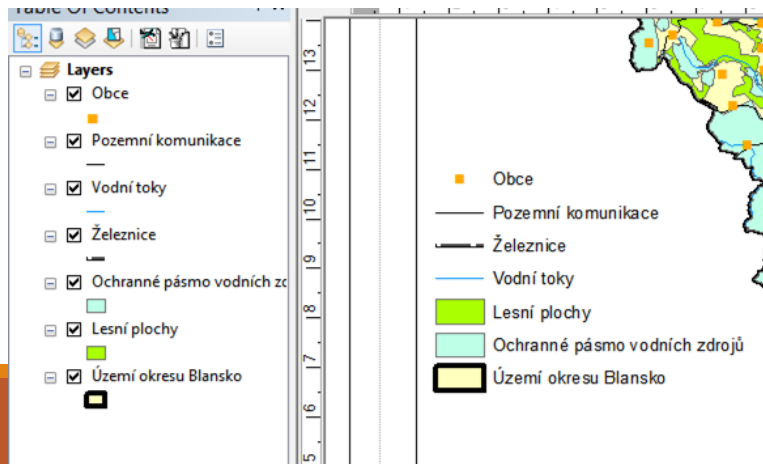 Table Of Contents
Layers
Obce
Pozemní komunikace
Vodní toky
Železnice
Ochranné pásmo vodních zd
Lesní plochy
Území okresu Blansko
13
12
11
10
9
8
7
6
5
Obce
Pozemní komunikace
Železnice
Vodní toky
Lesní plochy
Ochranné pásmo vodních zdrojů
Území okresu Blansko